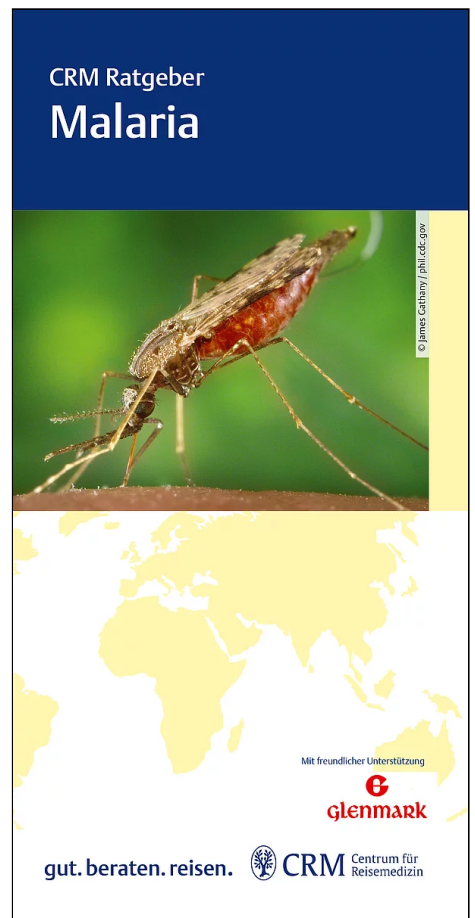 CRM Ratgeber
Malaria
© James Gathany / phil.cdc.gov
Mit freundlicher Unterstützung
G
glenmark
gut. beraten. reisen.
CRM Centrum für
Reisemedizin